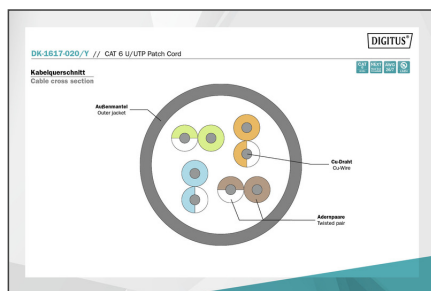 DIGITUS®
DK-1617-020/Y // CAT 6 U/UTP Patch Cord
Kabelquerschnitt
Cable cross section
Außenmantel
Outer jacket
Cu-Draht
Cu-Wire
Adernpaare
Twisted pair